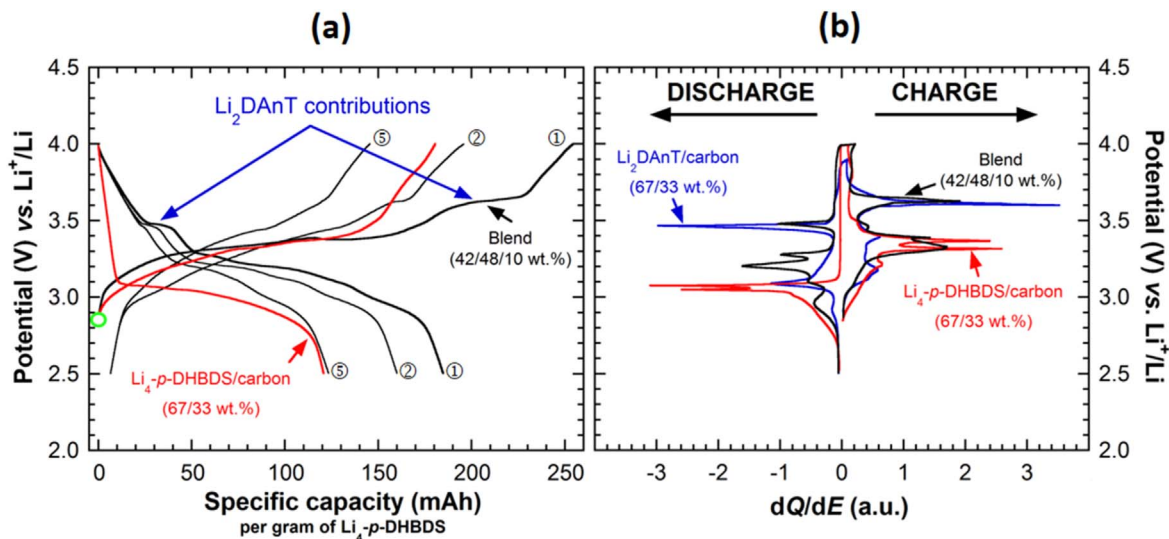 (a)
(b)
4.5
4.0
3.5
3.0
2.5
2.0
Potential (V) vs. Li⁺/Li
0
50
100
150
200
250
Specific capacity (mAh)
per gram of Li₄-p-DHBDS
Li₂DAnT contributions
⑤
②
①
Blend
(42/48/10 wt.%)
Li₄-p-DHBDS/carbon
(67/33 wt.%)
⑤
②
①
DISCHARGE
CHARGE
Li₂DAnT/carbon
(67/33 wt.%)
Blend
(42/48/10 wt.%)
Li₄-p-DHBDS/carbon
(67/33 wt.%)
-3
-2
-1
0
1
2
3
dQ/dE (a.u.)
4.5
4.0
3.5
3.0
2.5
2.0
Potential (V) vs. Li⁺/Li